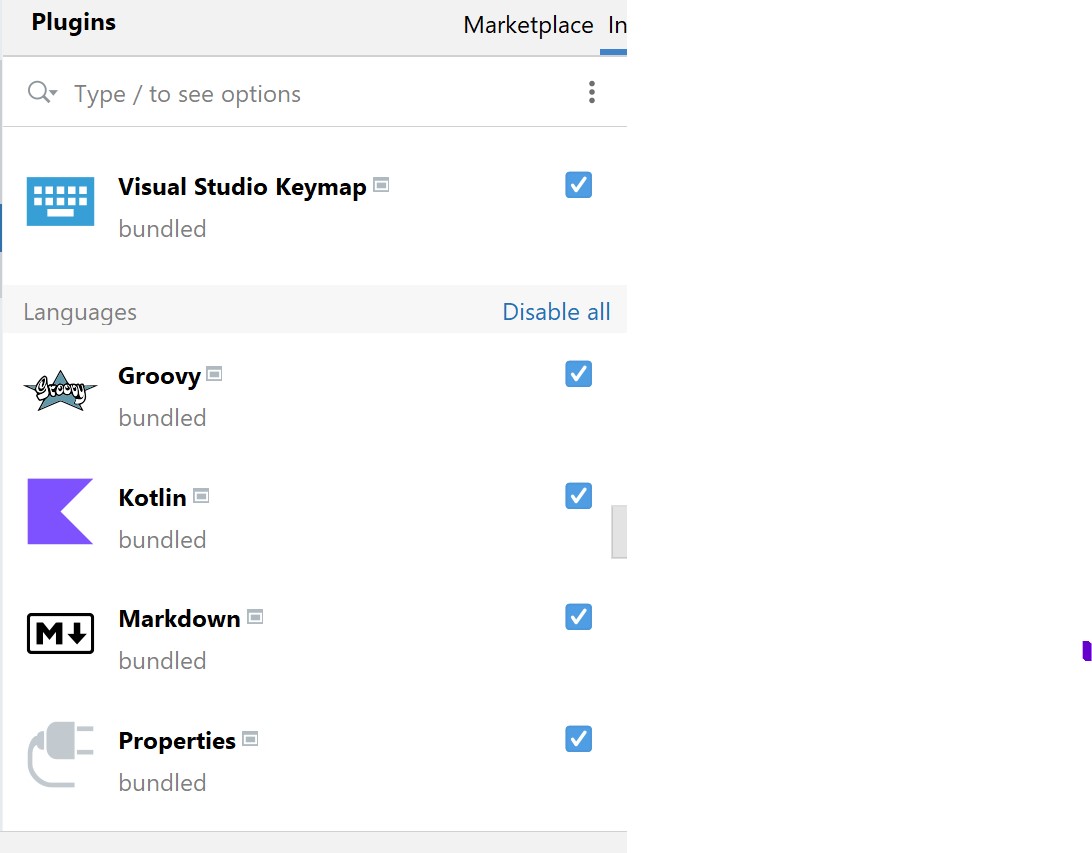 Plugins
Marketplace In
Type / to see options
Visual Studio Keymap
bundled
Languages Disable all
Groovy
Groovy
bundled
Kotlin
bundled
M
Markdown
bundled
Properties
bundled